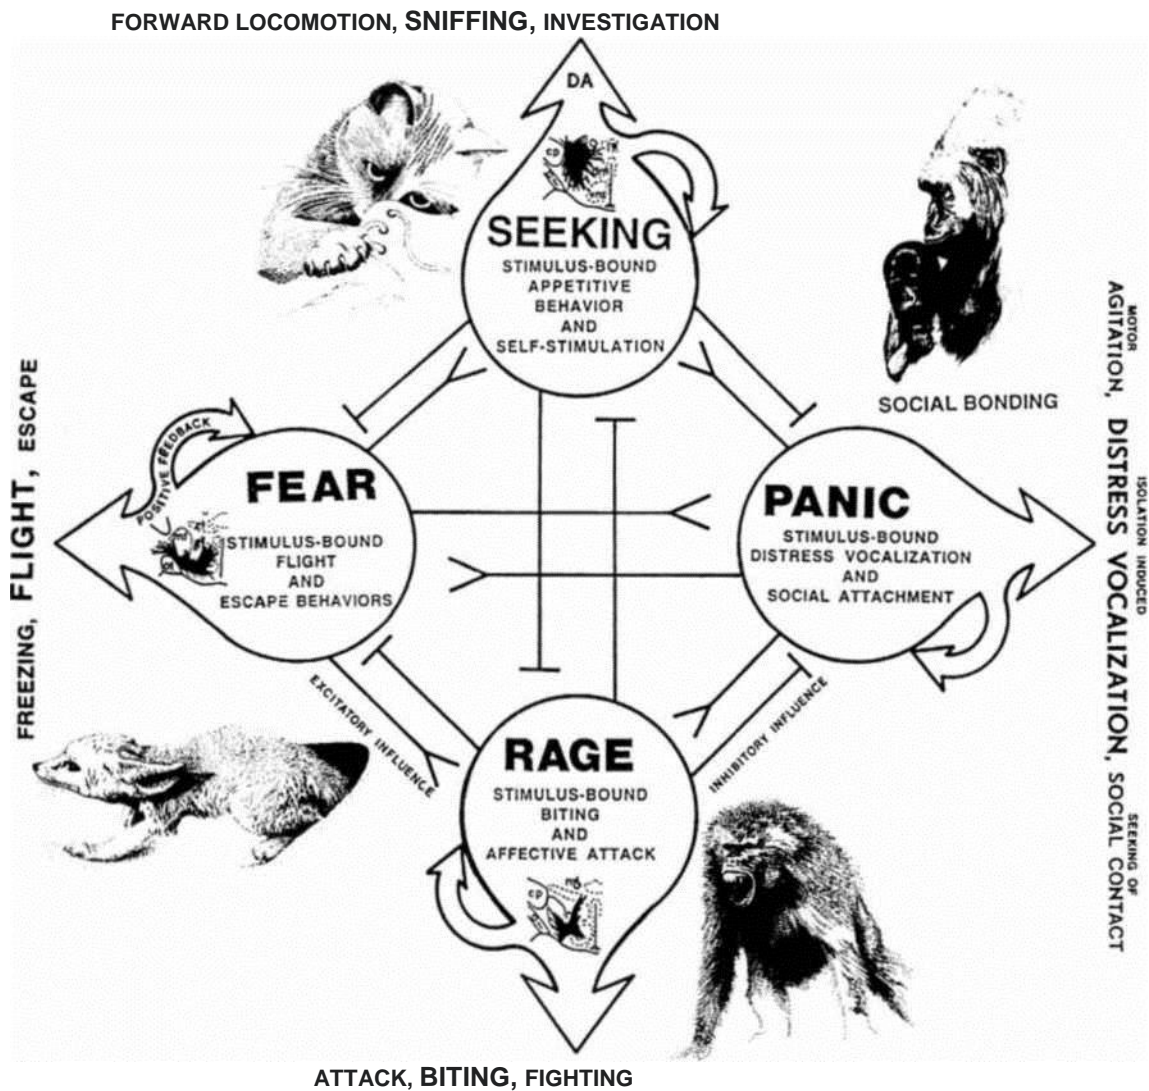 FORWARD LOCOMOTION, SNIFFING, INVESTIGATION
DA
cp
SEEKING
STIMULUS-BOUND
APPETITIVE
BEHAVIOR
AND
SELF-STIMULATION
SOCIAL BONDING
FREEZING, FLIGHT, ESCAPE
POSITIVE FEEDBACK
FEAR
STIMULUS-BOUND
FLIGHT
AND
ESCAPE BEHAVIORS
PANIC
STIMULUS-BOUND
DISTRESS VOCALIZATION
AND
SOCIAL ATTACHMENT
MOTOR
AGITATION,
ISOLATION INDUCED
DISTRESS VOCALIZATION,
SEEKING OF
SOCIAL CONTACT
EXCITATORY INFLUENCE
INHIBITORY INFLUENCE
RAGE
STIMULUS-BOUND
BITING
AND
AFFECTIVE ATTACK
cp
ATTACK, BITING, FIGHTING